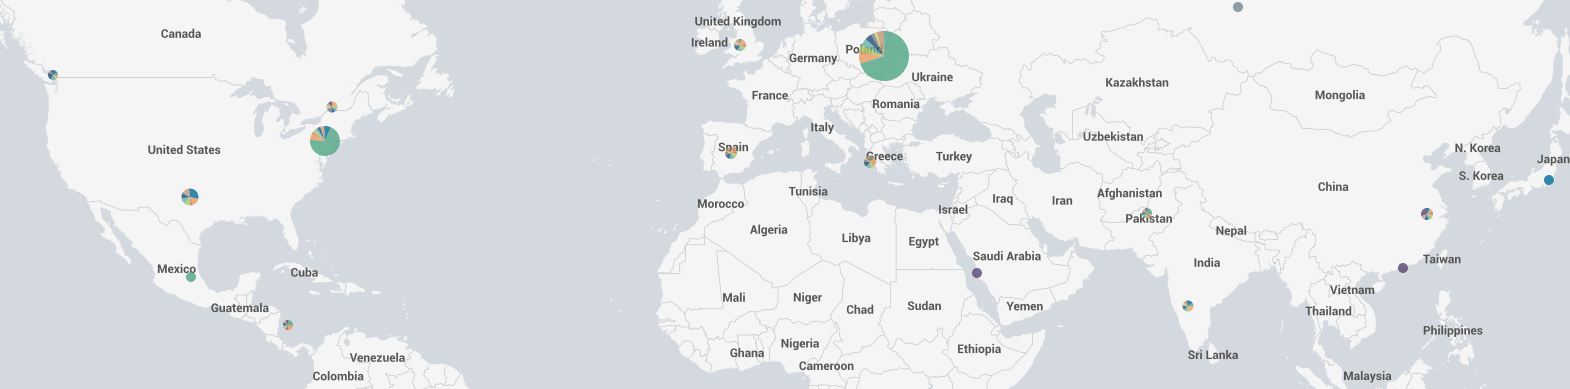 Canada
United States
Mexico
Cuba
Guatemala
Venezuela
Colombia
United Kingdom
Ireland
Poland
Germany
Ukraine
France
Romania
Italy
Spain
Greece
Turkey
Tunisia
Morocco
Algeria
Libya
Egypt
Israel
Iraq
Iran
Saudi Arabia
Yemen
Mali
Niger
Chad
Sudan
Ghana
Nigeria
Cameroon
Ethiopia
Kazakhstan
Uzbekistan
Mongolia
Afghanistan
Pakistan
Nepal
India
Sri Lanka
China
N. Korea
S. Korea
Japan
Taiwan
Vietnam
Thailand
Philippines
Malaysia